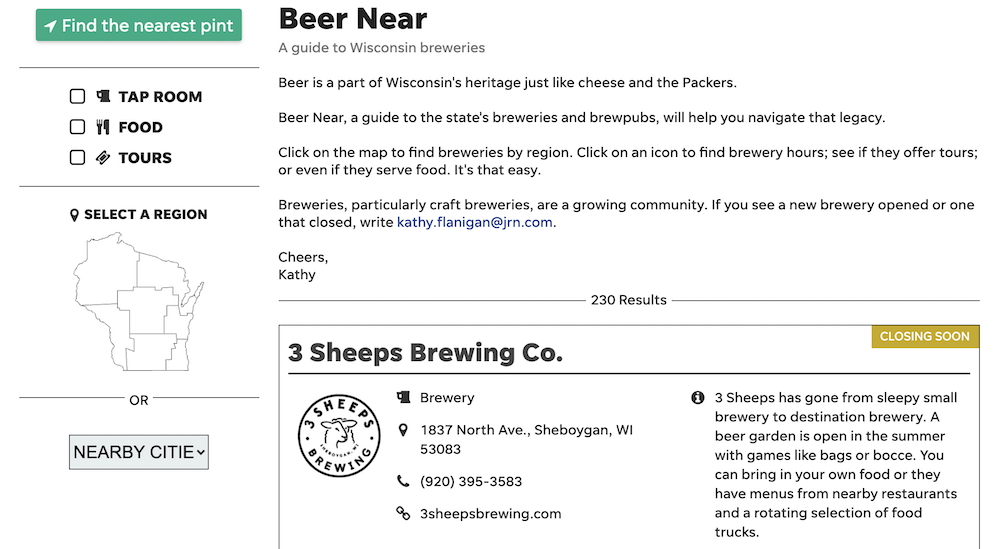 Find the nearest pint
TAP ROOM
FOOD
TOURS
SELECT A REGION
OR
NEARBY CITIE
Beer Near
A guide to Wisconsin breweries
Beer is a part of Wisconsin's heritage just like cheese and the Packers.
Beer Near, a guide to the state's breweries and brewpubs, will help you navigate that legacy.
Click on the map to find breweries by region. Click on an icon to find brewery hours; see if they offer tours;
or even if they serve food. It's that easy.
Breweries, particularly craft breweries, are a growing community. If you see a new brewery opened or one
that closed, write kathy.flanigan@jrn.com.
Cheers,
Kathy
230 Results
CLOSING SOON
3 Sheeps Brewing Co.
3 SHEEPS
SHEBOYGAN, WI
BREWING
Brewery
1837 North Ave., Sheboygan, WI
53083
(920) 395-3583
3sheepsbrewing.com
3 Sheeps has gone from sleepy small
brewery to destination brewery. A
beer garden is open in the summer
with games like bags or bocce. You
can bring in your own food or they
have menus from nearby restaurants
and a rotating selection of food
trucks.